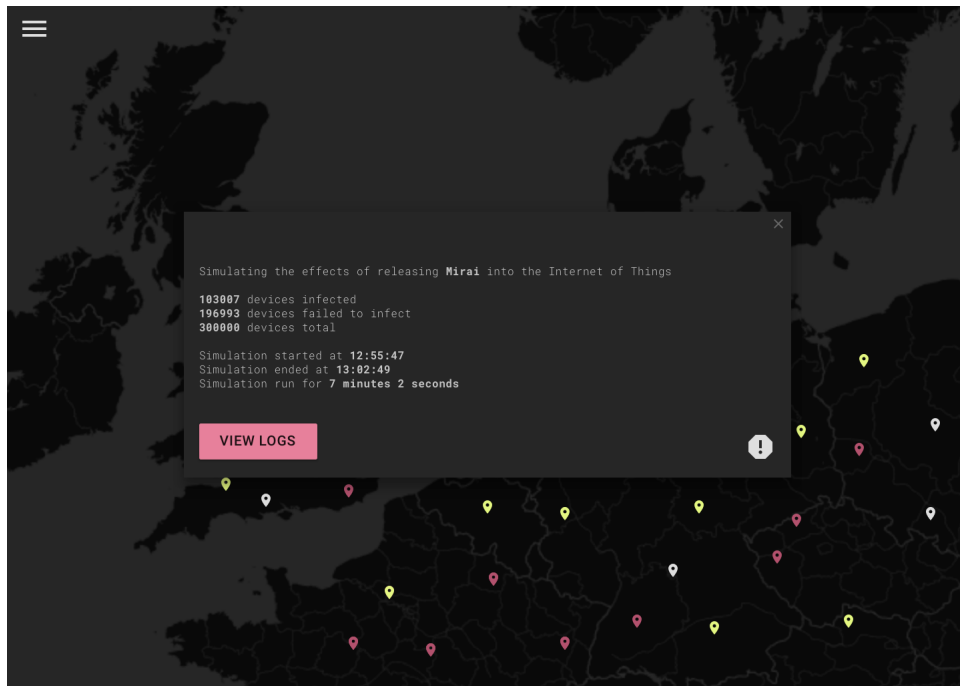 Simulating the effects of releasing Mirai into the Internet of Things
103007 devices infected
196993 devices failed to infect
300000 devices total
Simulation started at 12:55:47
Simulation ended at 13:02:49
Simulation run for 7 minutes 2 seconds
VIEW LOGS